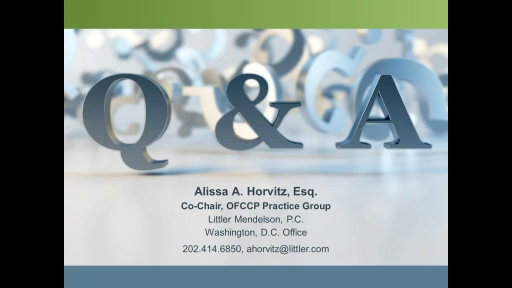 Q & A
Alissa A. Horvitz, Esq.
Co-Chair, OFCCP Practice Group
Littler Mendelson, P.C.
Washington, D.C. Office
202.414.6850, ahorvitz@littler.com